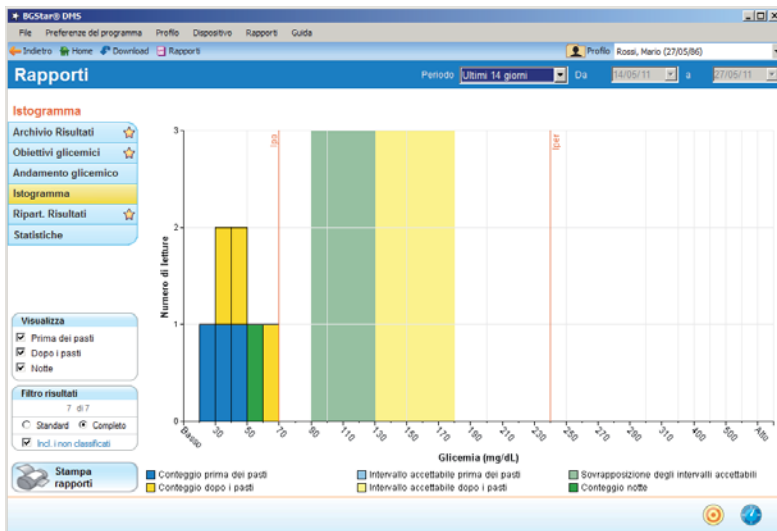 BGStar® DMS
File Preferenze del programma Profilo Dispositivo Rapporti Guida
Indietro Home Download Rapporti Profilo Rossi, Mario (27/05/86)
Rapporti Periodo Ultimi 14 giorni Da 14/05/11 a 27/05/11
Istogramma
Archivio Risultati
Obiettivi glicemici
Andamento glicemico
Istogramma
Ripart. Risultati
Statistiche
Visualizza
Prima dei pasti
Dopo i pasti
Notte
Filtro risultati
7 di 7
Standard Completo
Incl. i non classificati
Stampa
rapporti
Numero di letture
3
2
1
0
Ipo
Iper
Basso 30 50 70 90 110 130 150 170 190 210 230 250 270 290 310 400 500 Alto
Glicemia (mg/dL)
Conteggio prima dei pasti Intervallo accettabile prima dei pasti Sovrapposizione degli intervalli accettabili
Conteggio dopo i pasti Intervallo accettabile dopo i pasti Conteggio notte